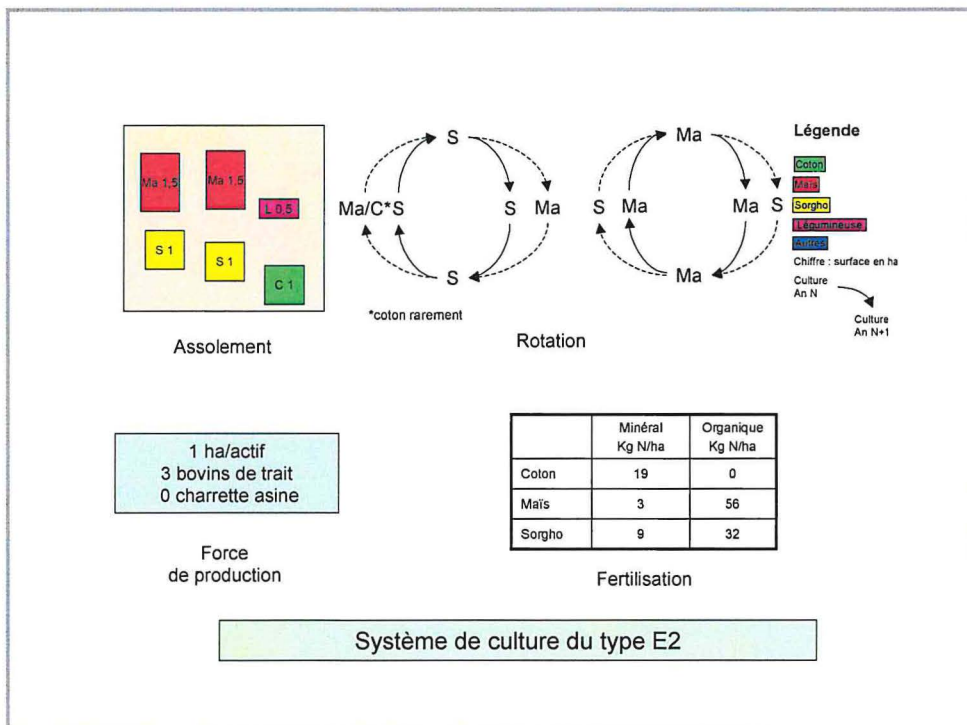 Ma 1,5
Ma 1,5
L 0,5
S 1
S 1
C 1
Assolement
S
Ma/C*S
S Ma
S
*coton rarement
Ma
S Ma
Ma S
Ma
Rotation
Légende
Coton
Maïs
Sorgho
Légumineuse
Autres
Chiffre : surface en ha
Culture
An N
Culture
An N+1
1 ha/actif
3 bovins de trait
0 charrette asine
Force
de production
Minéral Organique
Kg N/ha Kg N/ha
Coton 19 0
Maïs 3 56
Sorgho 9 32
Fertilisation
Système de culture du type E2